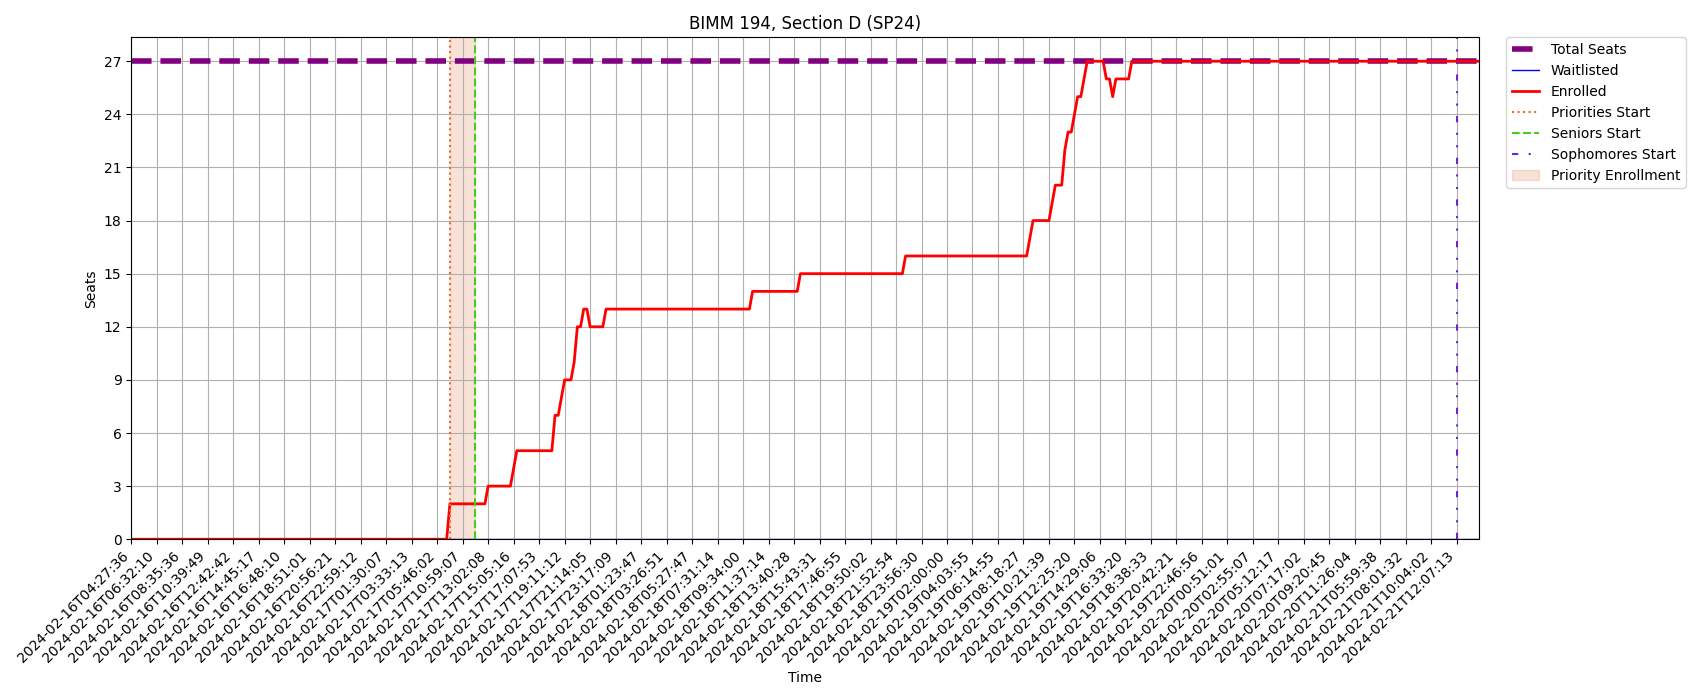 BIMM 194, Section D (SP24)
Total Seats
Waitlisted
Enrolled
Priorities Start
Seniors Start
Sophomores Start
Priority Enrollment
Seats
27
24
21
18
15
12
9
6
3
0
2024-02-16T04:27:36
2024-02-16T06:32:10
2024-02-16T08:35:36
2024-02-16T10:39:49
2024-02-16T12:42:42
2024-02-16T14:45:17
2024-02-16T16:48:10
2024-02-16T18:51:01
2024-02-16T20:56:21
2024-02-16T22:59:12
2024-02-17T01:30:07
2024-02-17T03:33:13
2024-02-17T05:46:02
2024-02-17T10:59:07
2024-02-17T13:02:08
2024-02-17T15:05:16
2024-02-17T17:07:53
2024-02-17T19:11:12
2024-02-17T21:14:05
2024-02-17T23:17:09
2024-02-18T01:23:47
2024-02-18T03:26:51
2024-02-18T05:27:47
2024-02-18T07:31:14
2024-02-18T09:34:00
2024-02-18T11:37:14
2024-02-18T13:40:28
2024-02-18T15:43:31
2024-02-18T17:46:55
2024-02-18T19:50:02
2024-02-18T21:52:54
2024-02-18T23:56:30
2024-02-19T02:00:00
2024-02-19T04:03:55
2024-02-19T06:14:55
2024-02-19T08:18:27
2024-02-19T10:21:39
2024-02-19T12:25:20
2024-02-19T14:29:06
2024-02-19T16:33:20
2024-02-19T18:38:33
2024-02-19T20:42:21
2024-02-19T22:46:56
2024-02-20T00:51:01
2024-02-20T02:55:07
2024-02-20T05:12:17
2024-02-20T07:17:02
2024-02-20T09:20:45
2024-02-20T11:26:04
2024-02-21T05:59:38
2024-02-21T08:01:32
2024-02-21T10:04:02
2024-02-21T12:07:13
Time